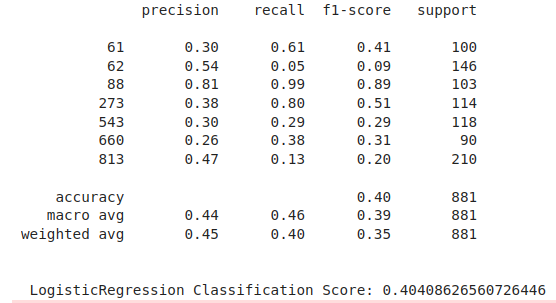 precision recall f1-score support
61 0.30 0.61 0.41 100
62 0.54 0.05 0.09 146
88 0.81 0.99 0.89 103
273 0.38 0.80 0.51 114
543 0.30 0.29 0.29 118
660 0.26 0.38 0.31 90
813 0.47 0.13 0.20 210
accuracy 0.40 881
macro avg 0.44 0.46 0.39 881
weighted avg 0.45 0.40 0.35 881
LogisticRegression Classification Score: 0.40408626560726446